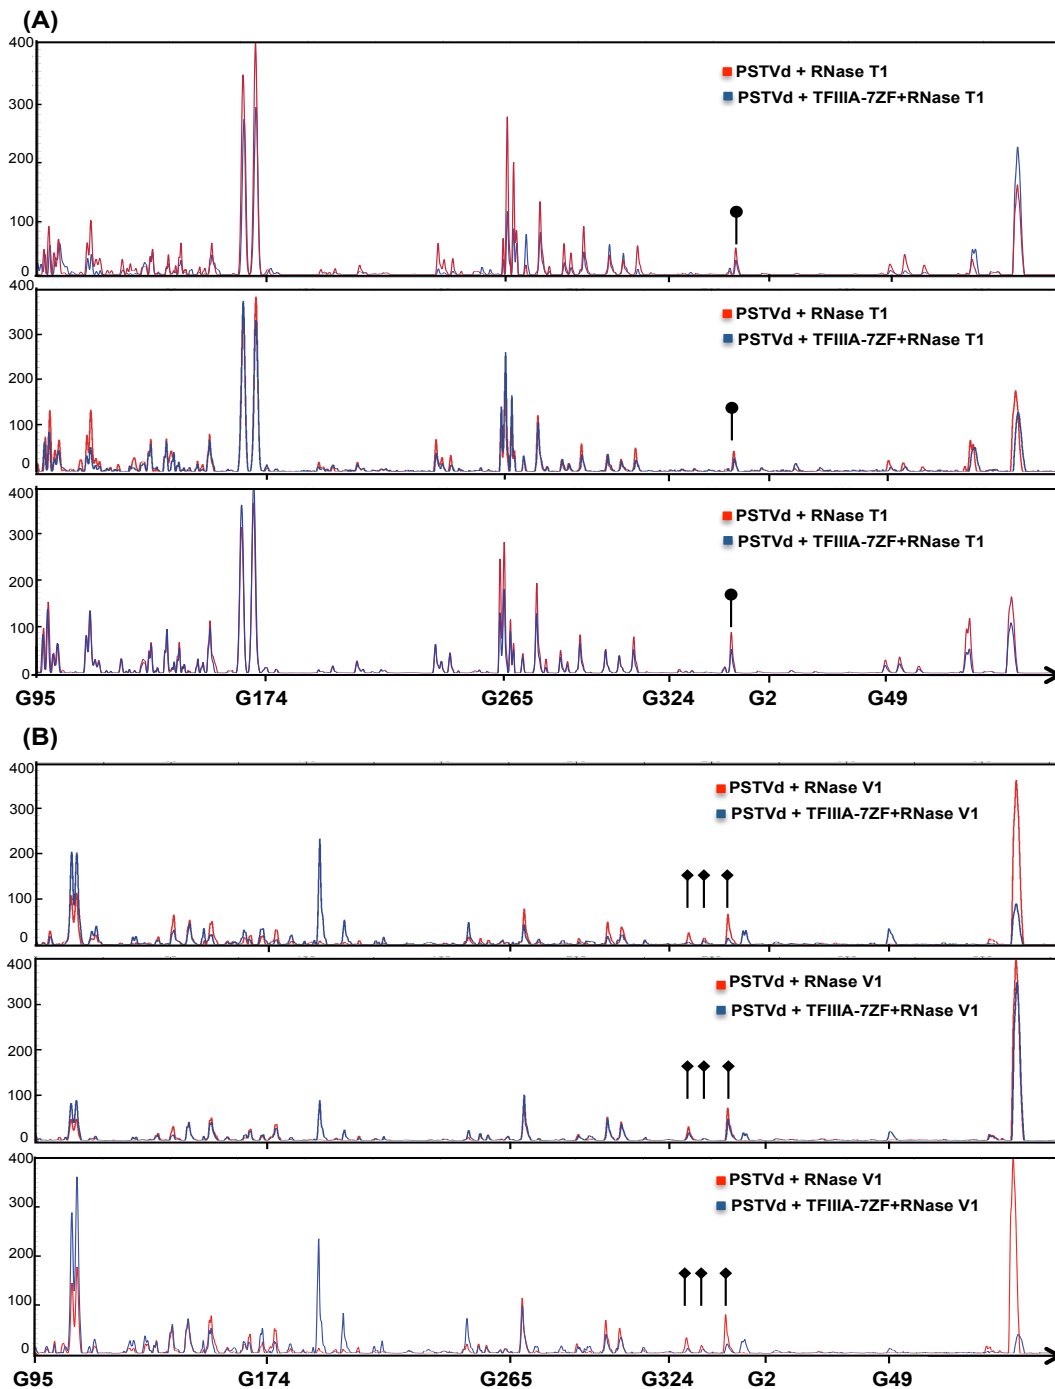 (A)
400
300
200
100
0
PSTVd + RNase T1
PSTVd + TFIIIA-7ZF+RNase T1
300
200
100
0
PSTVd + RNase T1
PSTVd + TFIIIA-7ZF+RNase T1
400
300
200
100
0
PSTVd + RNase T1
PSTVd + TFIIIA-7ZF+RNase T1
G95 G174 G265 G324 G2 G49
(B)
400
300
200
100
0
PSTVd + RNase V1
PSTVd + TFIIIA-7ZF+RNase V1
400
300
200
100
0
PSTVd + RNase V1
PSTVd + TFIIIA-7ZF+RNase V1
400
300
200
100
0
PSTVd + RNase V1
PSTVd + TFIIIA-7ZF+RNase V1
G95 G174 G265 G324 G2 G49